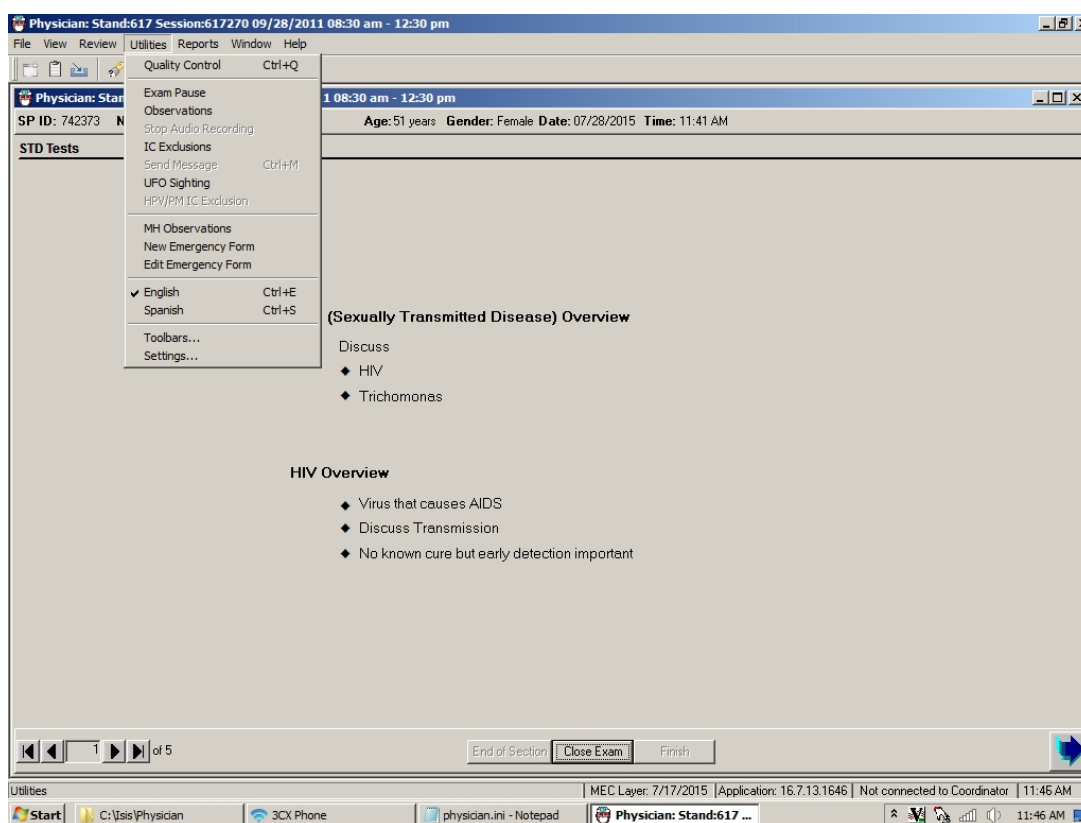 Physician: Stand:617 Session:617270 09/28/2011 08:30 am - 12:30 pm
File View Review Utilities Reports Window Help
Quality Control Ctrl+Q
Exam Pause
Observations
Stop Audio Recording
IC Exclusions
Send Message Ctrl+M
UFO Sighting
HPV/PM IC Exclusion
MH Observations
New Emergency Form
Edit Emergency Form
English Ctrl+E
Spanish Ctrl+S
Toolbars...
Settings...
Physician: Star 1 08:30 am - 12:30 pm
SP ID: 742373 N Age: 51 years Gender: Female Date: 07/28/2015 Time: 11:41 AM
STD Tests
(Sexually Transmitted Disease) Overview
Discuss
HIV
Trichomonas
HIV Overview
Virus that causes AIDS
Discuss Transmission
No known cure but early detection important
1 of 5 End of Section Close Exam Finish
Utilities MEC Layer: 7/17/2015 Application: 16.7.13.1646 Not connected to Coordinator 11:46 AM
Start C:\Isis\Physician 3CX Phone physician.ini - Notepad Physician: Stand:617 ... 11:46 AM